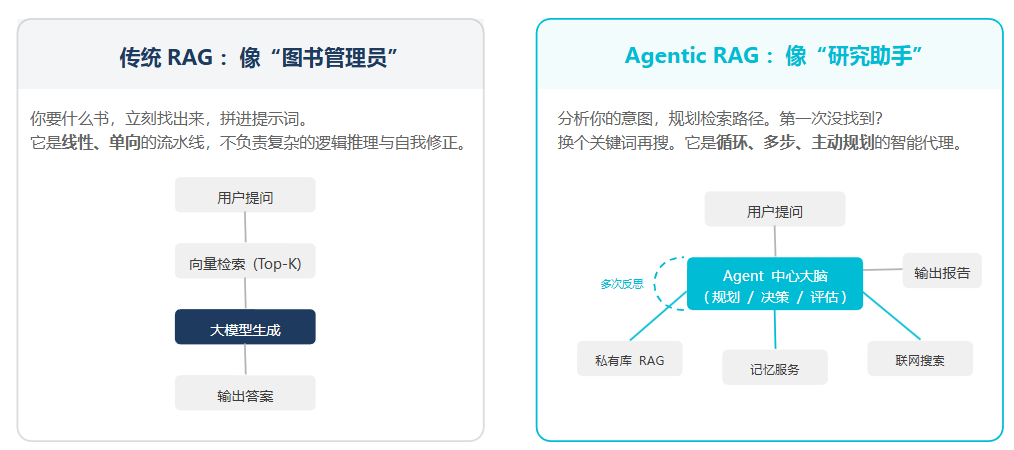 传统 RAG ：像“图书管理员”
你要什么书，立刻找出来，拼进提示词。
它是线性、单向的流水线，不负责复杂的逻辑推理与自我修正。
用户提问
向量检索 (Top-K)
大模型生成
输出答案
Agentic RAG ：像“研究助手”
分析你的意图，规划检索路径。第一次没找到？
换个关键词再搜。它是循环、多步、主动规划的智能代理。
用户提问
多次反思
Agent 中心大脑
（ 规划 / 决策 / 评估 ）
输出报告
私有库 RAG
记忆服务
联网搜索